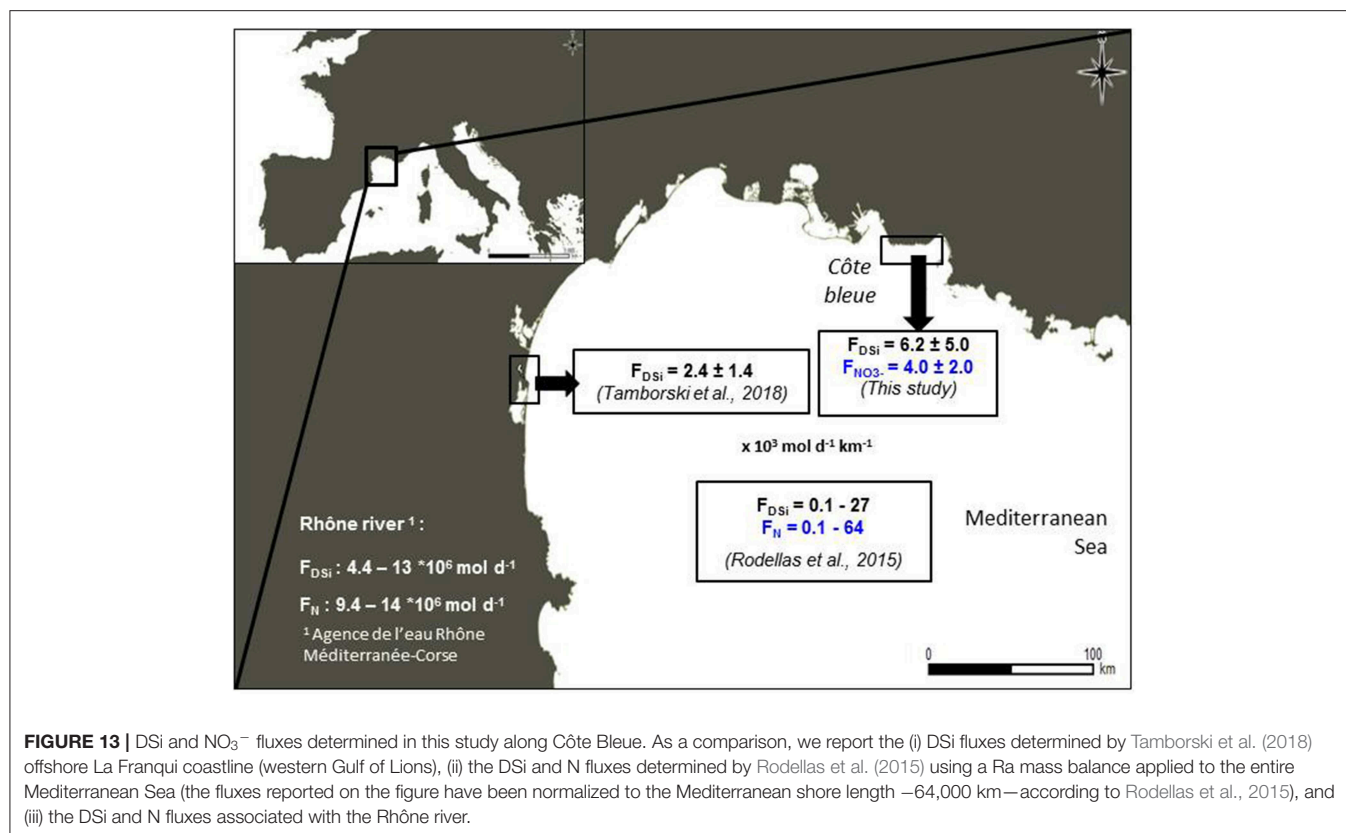 Côte
bleue
F_DSi = 6.2 ± 5.0
F_NO3- = 4.0 ± 2.0
(This study)
F_DSi = 2.4 ± 1.4
(Tamborski et al., 2018)
x 10³ mol d⁻¹ km⁻¹
F_DSi = 0.1 - 27
F_N = 0.1 - 64
(Rodellas et al., 2015)
Mediterranean
Sea
Rhône river ¹ :
F_DSi : 4.4 – 13 *10⁶ mol d⁻¹
F_N : 9.4 – 14 *10⁶ mol d⁻¹
¹ Agence de l'eau Rhône
Méditerranée-Corse
0 100
km
FIGURE 13 | DSi and NO₃⁻ fluxes determined in this study along Côte Bleue. As a comparison, we report the (i) DSi fluxes determined by Tamborski et al. (2018)
offshore La Franqui coastline (western Gulf of Lions), (ii) the DSi and N fluxes determined by Rodellas et al. (2015) using a Ra mass balance applied to the entire
Mediterranean Sea (the fluxes reported on the figure have been normalized to the Mediterranean shore length –64,000 km—according to Rodellas et al., 2015), and
(iii) the DSi and N fluxes associated with the Rhône river.